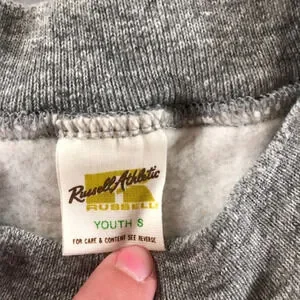 Russell Athletic
RUSSELL
YOUTH S
FOR CARE & CONTENT SEE REVERSE